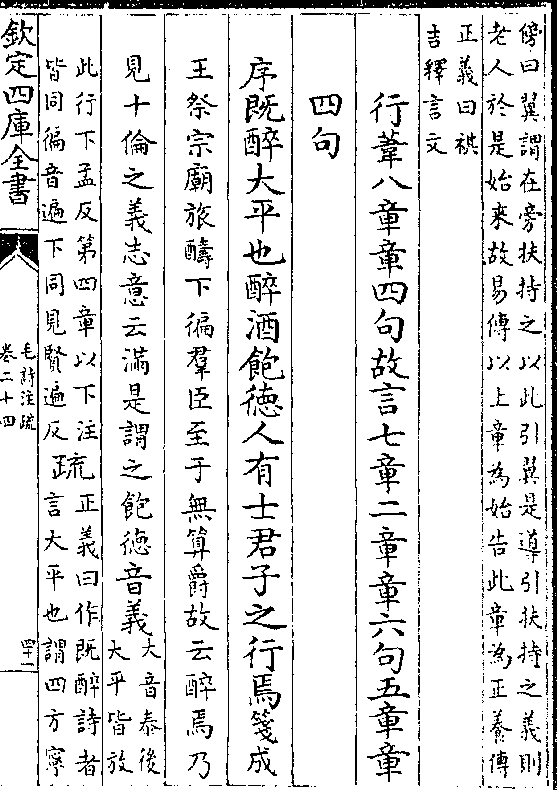 傍曰翼謂在旁扶持之以此引翼是導引扶持之義則
老人於是始来故易傳以上章為始告此章為正養傳
正義曰祺
吉釋言文
行葦八章章四句故言七章二章章六句五章章
四句
序既醉大平也醉酒飽徳人有士君子之行焉箋成
王祭宗廟旅醻下徧羣臣至于無算爵故云醉焉乃
見十倫之義志意云滿是謂之飽徳音義大音泰後
大平皆放
此行下孟反第四章以下注
皆同徧音遍下同見賢遍反
疏正義曰作既醉詩者
言大平也謂四方寧
欽定四庫全書
毛詩注疏
卷二十四
四十一